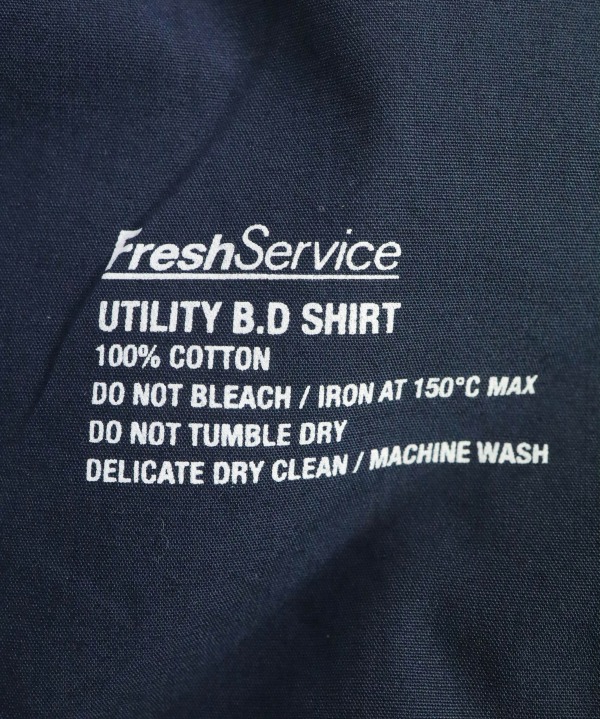 FreshService
UTILITY B.D SHIRT
100% COTTON
DO NOT BLEACH / IRON AT 150°C MAX
DO NOT TUMBLE DRY
DELICATE DRY CLEAN / MACHINE WASH